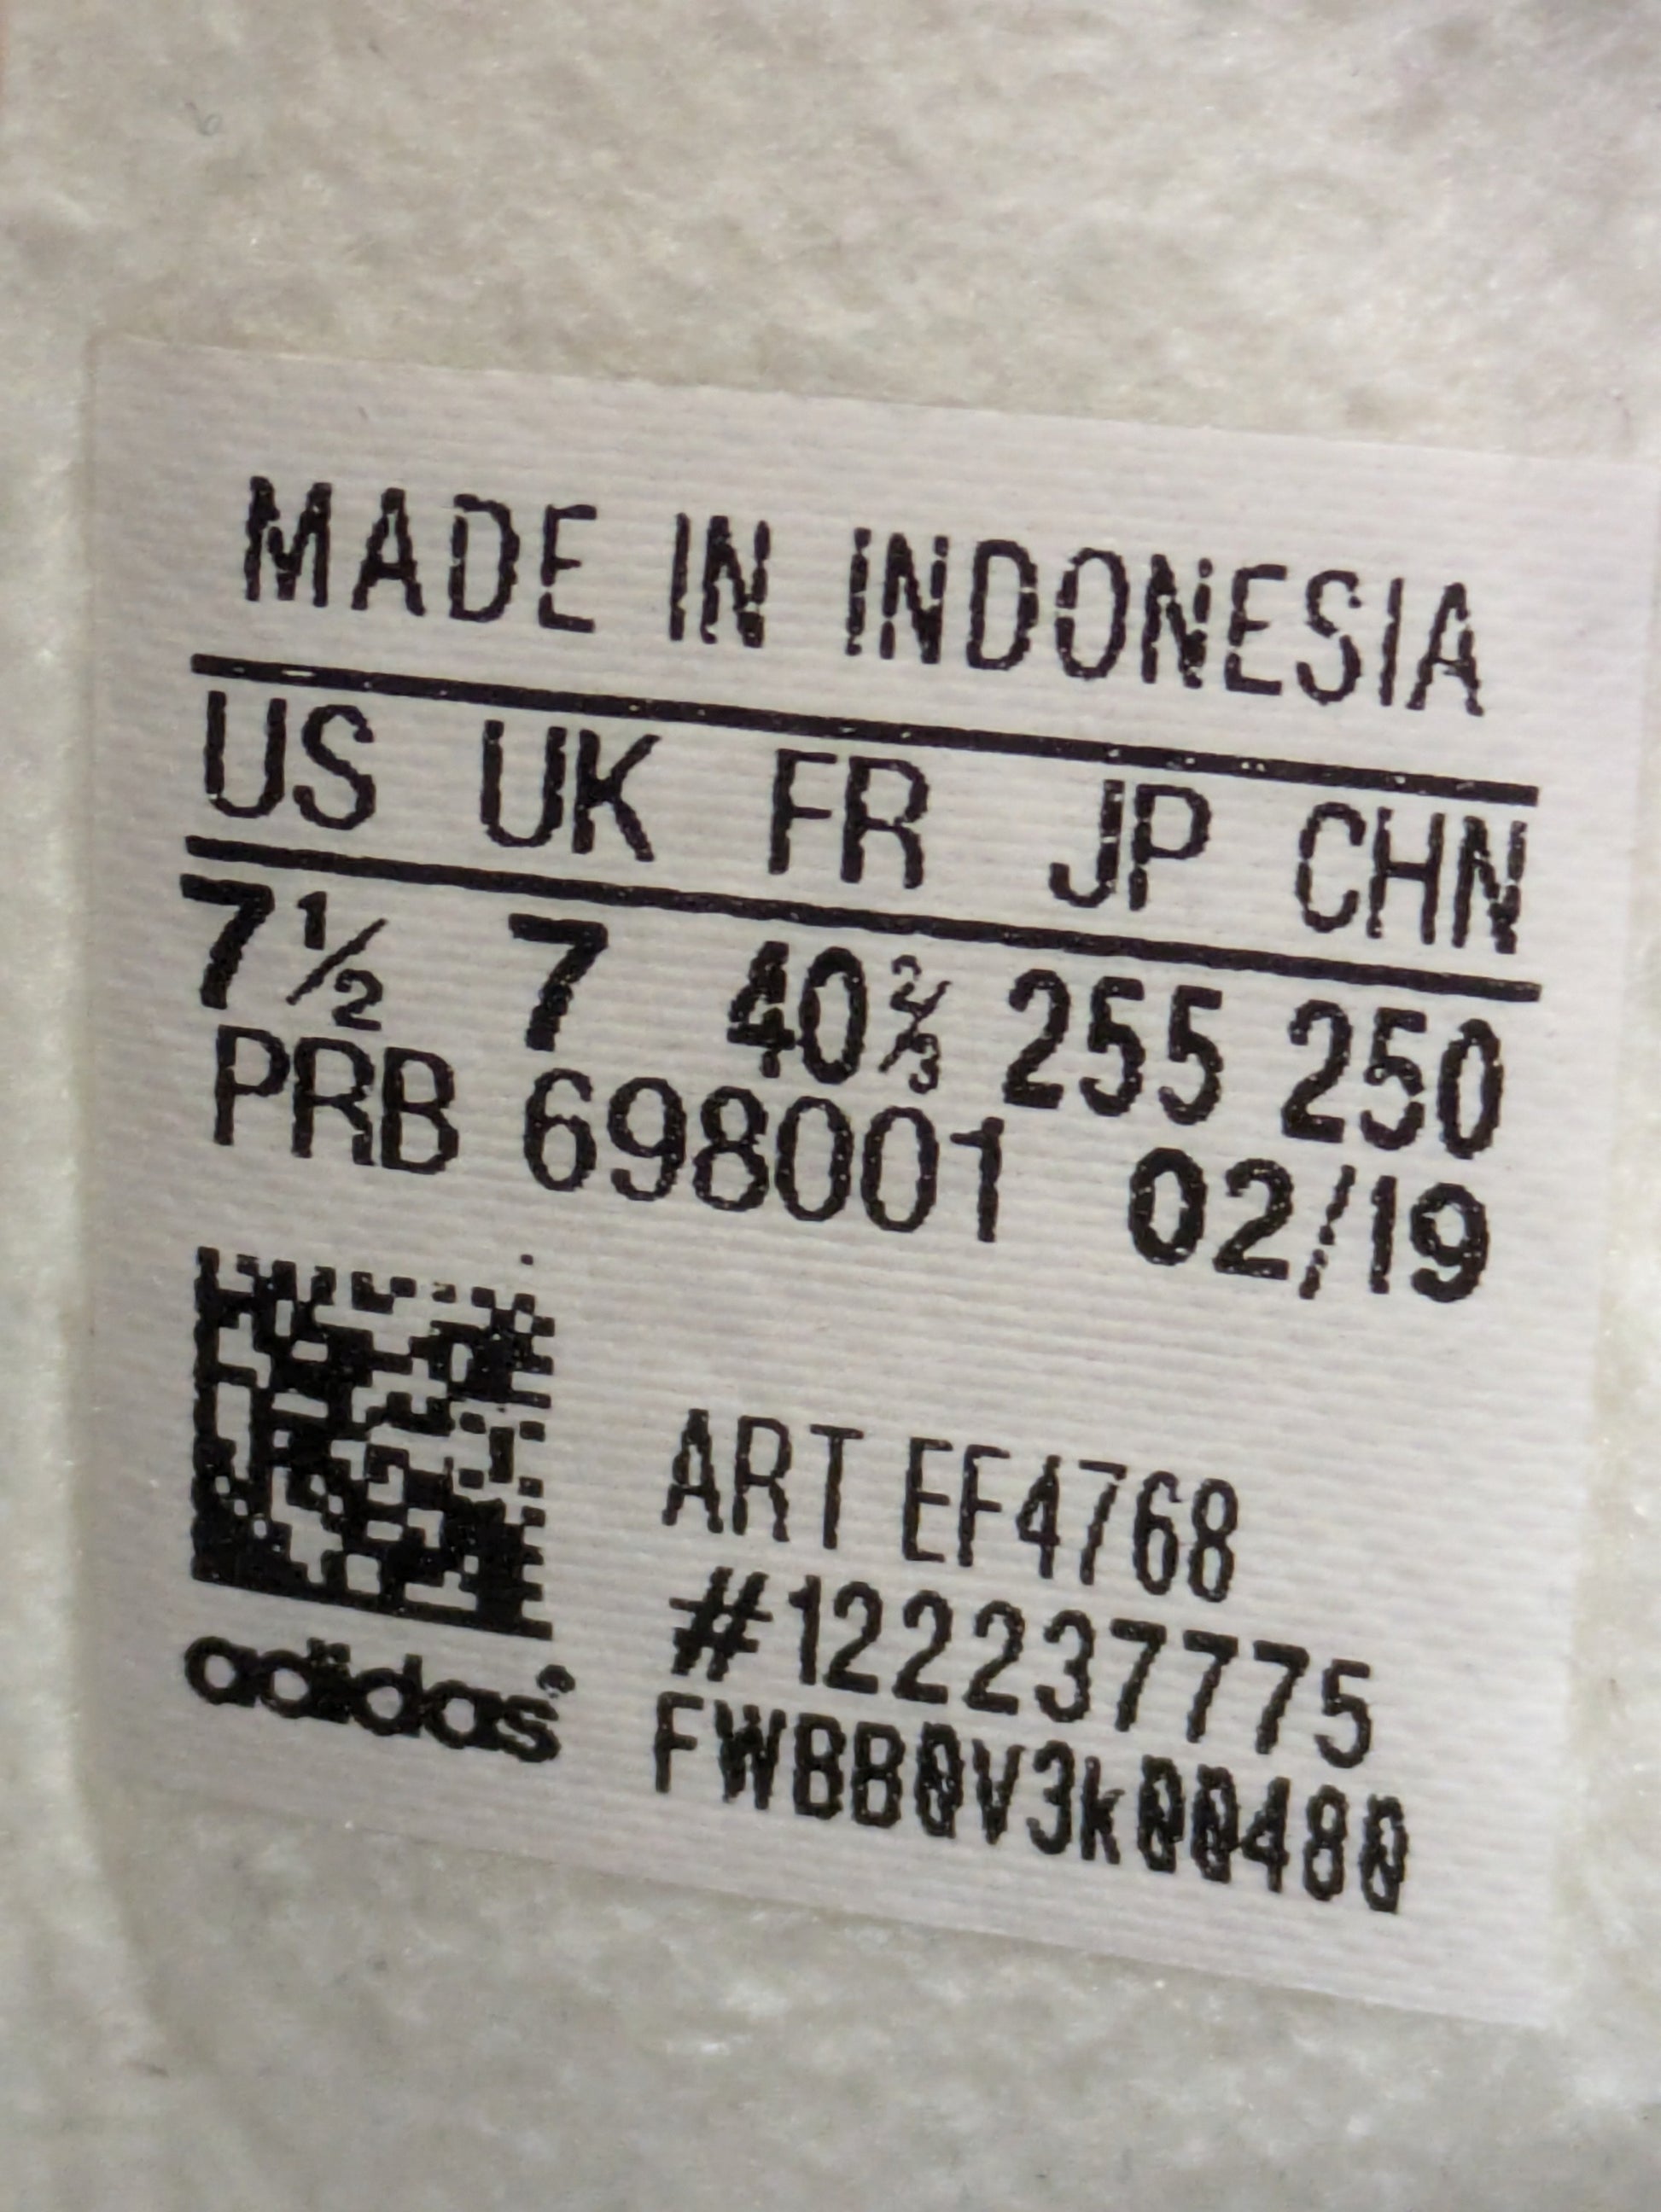 MADE IN INDONESIA
US UK FR JP CHN
7½ 7 40⅔ 255 250
PRB 698001 02/19
ART EF4768
#122237775
FWBB0V3k00480
adidas®